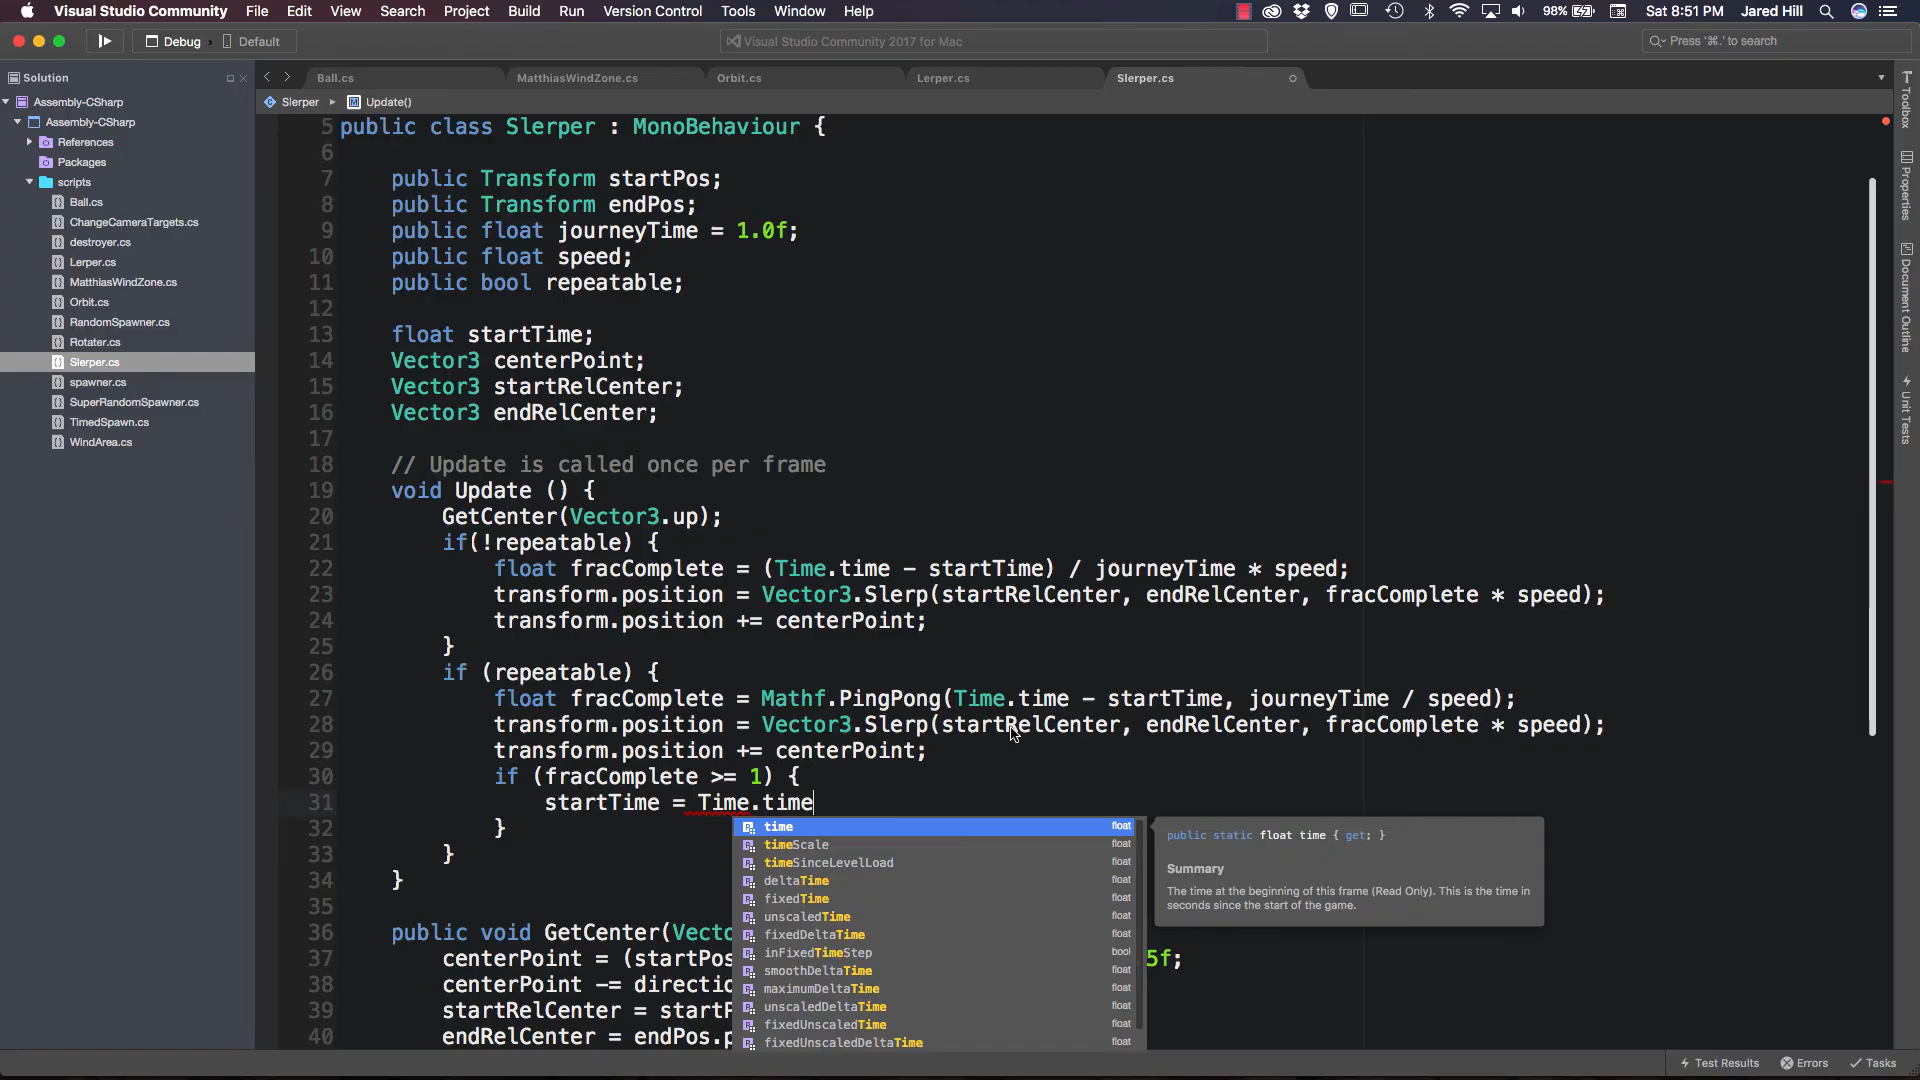 Visual Studio Community File Edit View Search Project Build Run Version Control Tools Window Help 98% Sat 8:51 PM Jared Hill
Debug Default Visual Studio Community 2017 for Mac Press '⌘.' to search
Solution
Ball.cs MatthiasWindZone.cs Orbit.cs Lerper.cs Slerper.cs
Slerper Update()
Assembly-CSharp
Assembly-CSharp
References
Packages
scripts
Ball.cs
ChangeCameraTargets.cs
destroyer.cs
Lerper.cs
MatthiasWindZone.cs
Orbit.cs
RandomSpawner.cs
Rotater.cs
Slerper.cs
spawner.cs
SuperRandomSpawner.cs
TimedSpawn.cs
WindArea.cs
5 public class Slerper : MonoBehaviour {
6
7 public Transform startPos;
8 public Transform endPos;
9 public float journeyTime = 1.0f;
10 public float speed;
11 public bool repeatable;
12
13 float startTime;
14 Vector3 centerPoint;
15 Vector3 startRelCenter;
16 Vector3 endRelCenter;
17
18 // Update is called once per frame
19 void Update () {
20 GetCenter(Vector3.up);
21 if(!repeatable) {
22 float fracComplete = (Time.time - startTime) / journeyTime * speed;
23 transform.position = Vector3.Slerp(startRelCenter, endRelCenter, fracComplete * speed);
24 transform.position += centerPoint;
25 }
26 if (repeatable) {
27 float fracComplete = Mathf.PingPong(Time.time - startTime, journeyTime / speed);
28 transform.position = Vector3.Slerp(startRelCenter, endRelCenter, fracComplete * speed);
29 transform.position += centerPoint;
30 if (fracComplete >= 1) {
31 startTime = Time.time
32 }
33 }
34 }
35
36 public void GetCenter(Vecto
37 centerPoint = (startPos 5f;
38 centerPoint -= directio
39 startRelCenter = startP
40 endRelCenter = endPos.p
time float
timeScale float
timeSinceLevelLoad float
deltaTime float
fixedTime float
unscaledTime float
fixedDeltaTime float
inFixedTimeStep bool
smoothDeltaTime float
maximumDeltaTime float
unscaledDeltaTime float
fixedUnscaledTime float
fixedUnscaledDeltaTime float
public static float time { get; }
Summary
The time at the beginning of this frame (Read Only). This is the time in
seconds since the start of the game.
Toolbox
Properties
Document Outline
Unit Tests
Test Results Errors Tasks